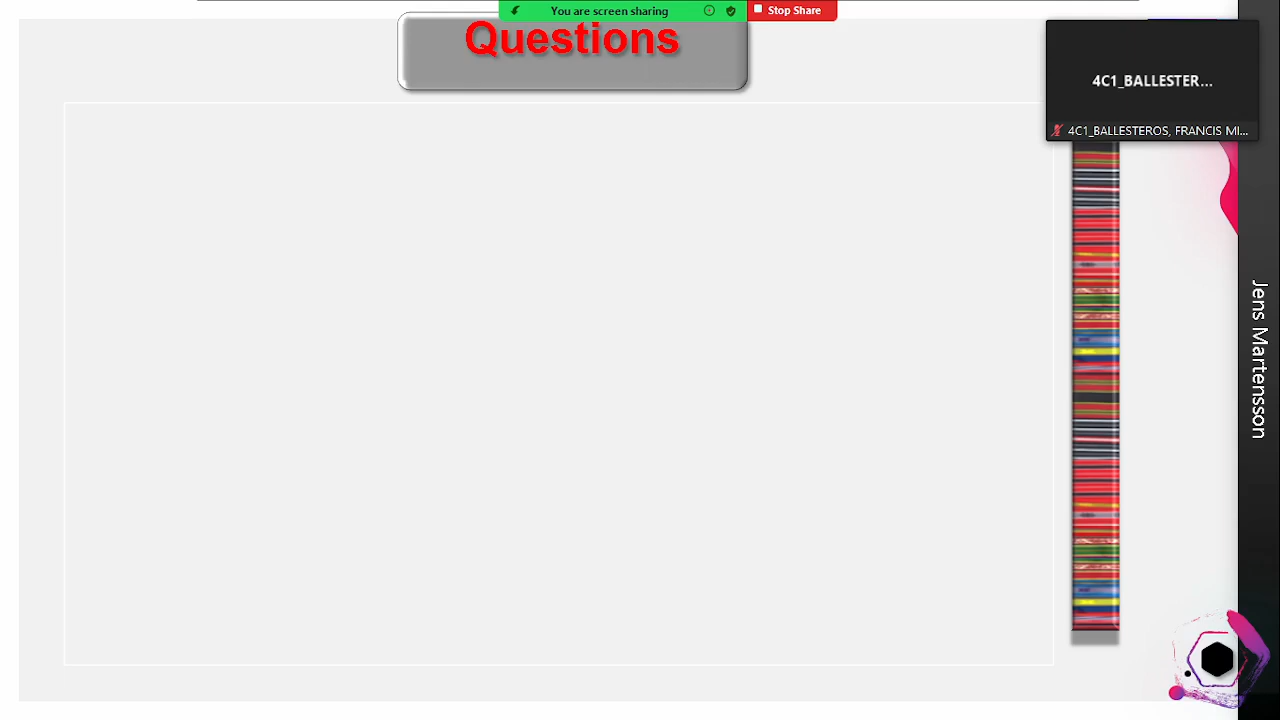 You are screen sharing
Stop Share
Questions
4C1_BALLESTER...
4C1_BALLESTEROS, FRANCIS MI...
Jens Martensson